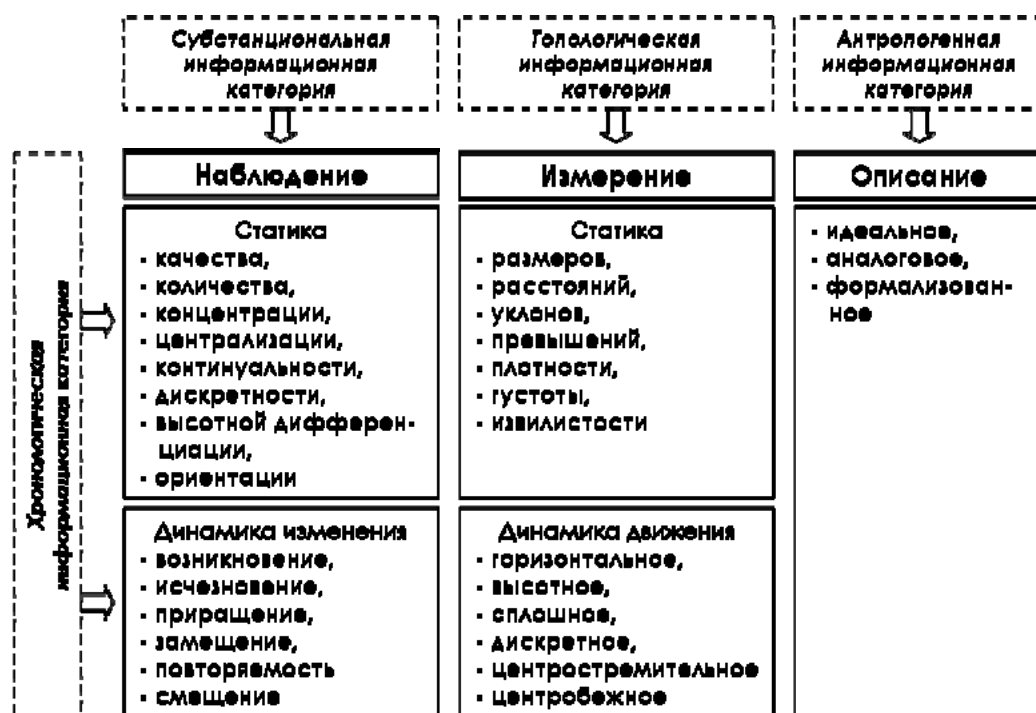 Субстанциональная
информационная
категория
Топологическая
информационная
категория
Антропогенная
информационная
категория
Хронологическая
информационная категория
Наблюдение
Статика
- качества,
- количества,
- концентрации,
- централизации,
- континуальности,
- дискретности,
- высотной дифферен-
циации,
- ориентации
Динамика изменения
- возникновение,
- исчезновение,
- приращение,
- замещение,
- повторяемость
- смещение
Измерение
Статика
- размеров,
- расстояний,
- уклонов,
- превышений,
- плотности,
- густоты,
- извилистости
Динамика движения
- горизонтальное,
- высотное,
- сплошное,
- дискретное,
- центростремительное
- центробежное
Описание
- идеальное,
- аналоговое,
- формализован-
ное